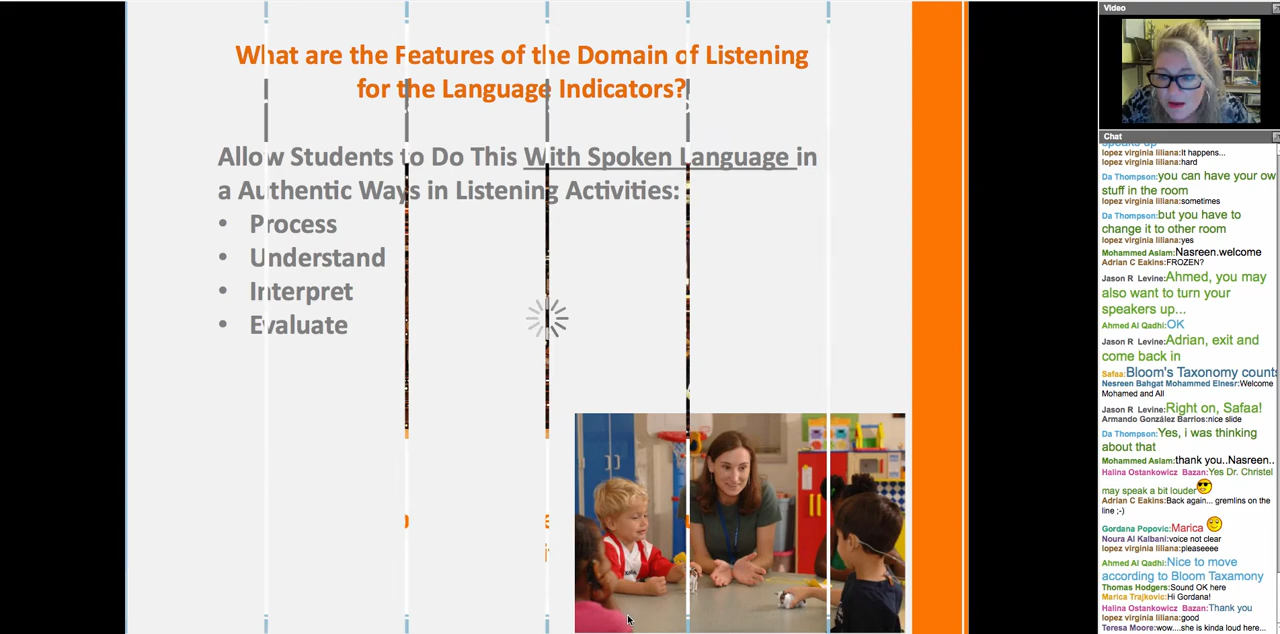 What are the Features of the Domain of Listening
for the Language Indicators?
Allow Students to Do This With Spoken Language in
a Authentic Ways in Listening Activities:
• Process
• Understand
• Interpret
• Evaluate
Video
Chat
speaks up
lopez virginia liliana:It happens...
lopez virginia liliana:hard
Da Thompson:you can have your ow
stuff in the room
lopez virginia liliana:sometimes
Da Thompson:but you have to
change it to other room
lopez virginia liliana:yes
Mohammed Aslam:Nasreen.welcome
Adrian C Eakins:FROZEN?
Jason R Levine:Ahmed, you may
also want to turn your
speakers up...
Ahmed Al Qadhi:OK
Jason R Levine:Adrian, exit and
come back in
Safaa:Bloom's Taxonomy counts
Nesreen Bahgat Mohammed Elnesr:Welcome
Mohamed and All
Jason R Levine:Right on, Safaa!
Armando González Barrios:nice slide
Da Thompson:Yes, i was thinking
about that
Mohammed Aslam:thank you..Nasreen..
Halina Ostankowicz Bazan:Yes Dr. Christel
may speak a bit louder
Adrian C Eakins:Back again... gremlins on the
line ;-)
Gordana Popovic:Marica
Noura Al Kalbani:voice not clear
lopez virginia liliana:pleaseeee
Ahmed Al Qadhi:Nice to move
according to Bloom Taxamony
Thomas Hodgers:Sound OK here
Marica Trajkovic:Hi Gordana!
Halina Ostankowicz Bazan:Thank you
lopez virginia liliana:good
Teresa Moore:wow....she is kinda loud here...